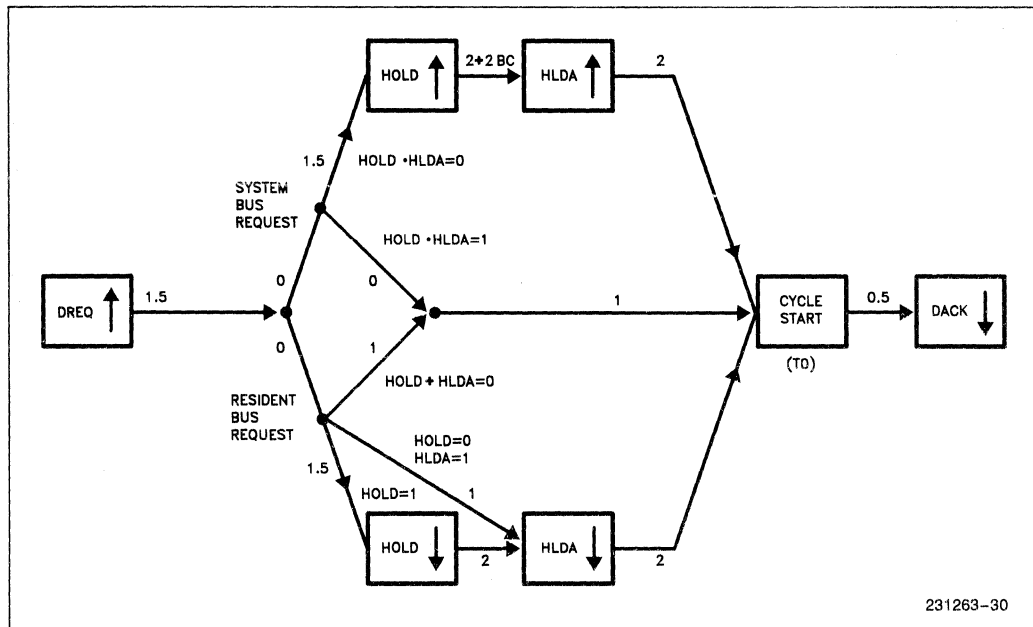 HOLD
2+2 BC
HLDA
2
1.5
HOLD •HLDA=0
SYSTEM
BUS
REQUEST
HOLD •HLDA=1
0
0
DREQ
1.5
1
CYCLE
START
0.5
DACK
(T0)
0
1
HOLD + HLDA=0
RESIDENT
BUS
REQUEST
HOLD=0
HLDA=1
1.5
HOLD=1
1
HOLD
2
HLDA
2
231263-30